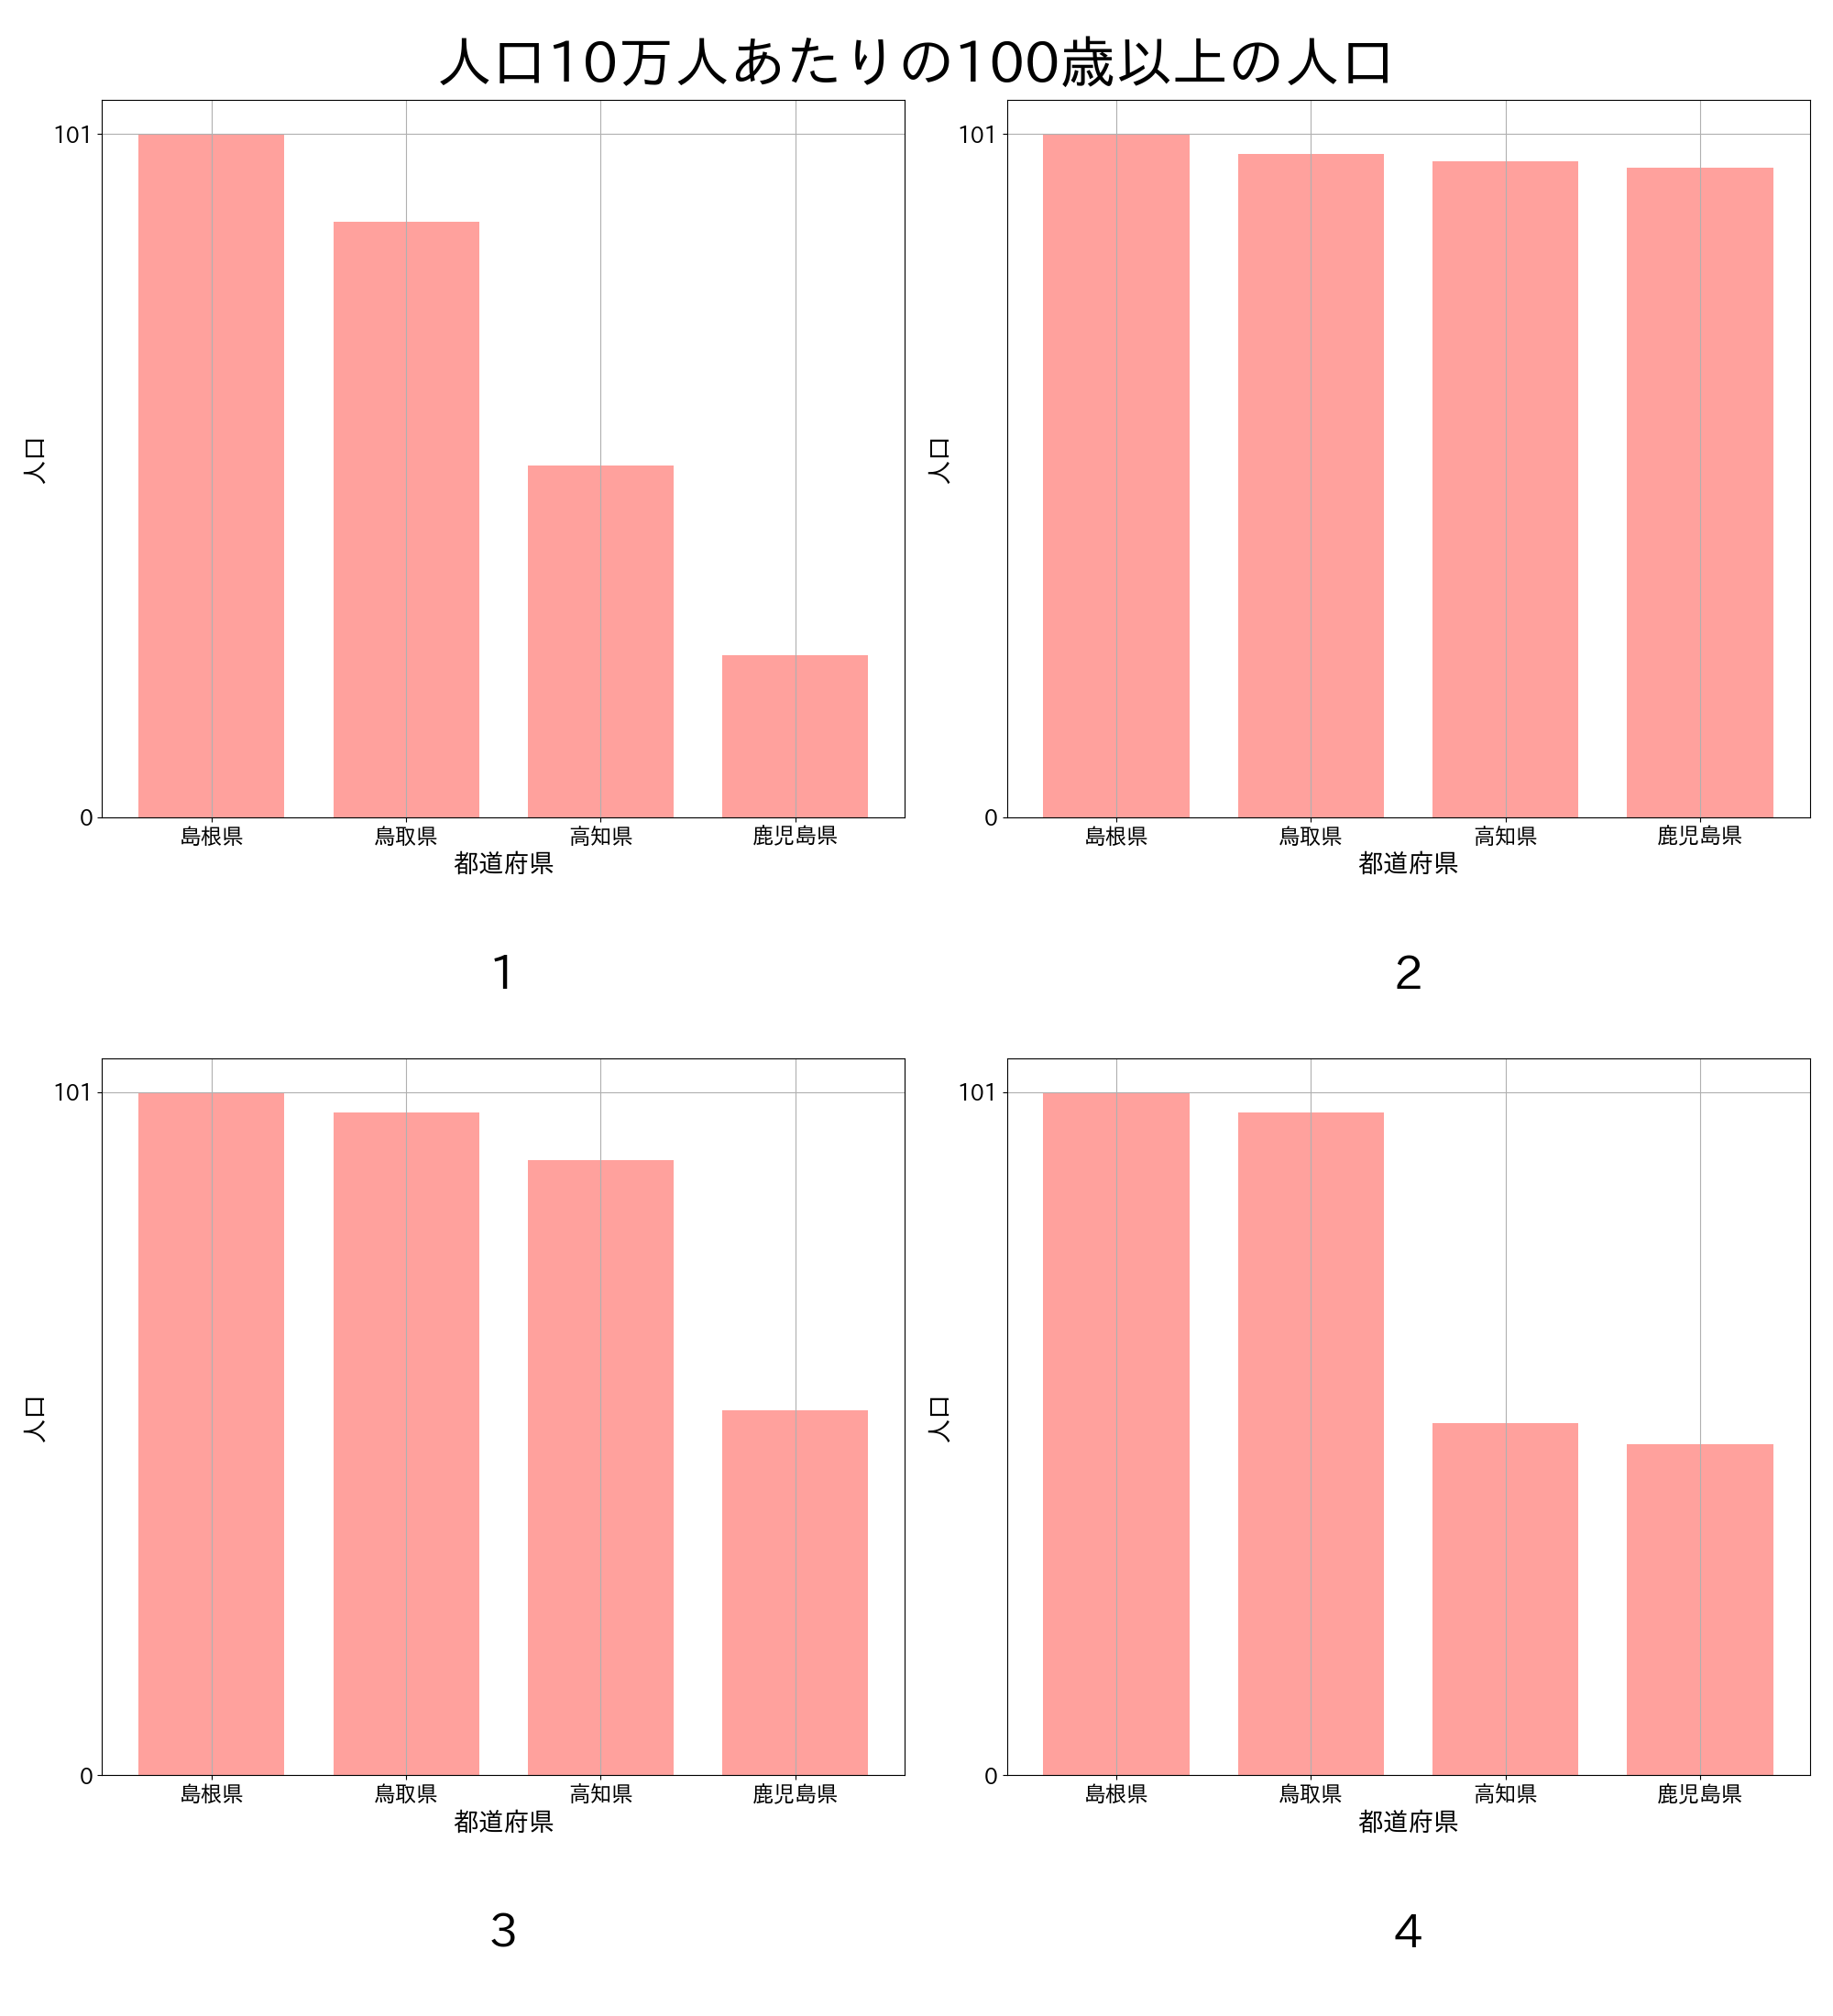 人口10万人あたりの100歳以上の人口
101
0
人口
島根県 鳥取県 高知県 鹿児島県
都道府県
1
101
0
人口
島根県 鳥取県 高知県 鹿児島県
都道府県
2
101
0
人口
島根県 鳥取県 高知県 鹿児島県
都道府県
3
101
0
人口
島根県 鳥取県 高知県 鹿児島県
都道府県
4